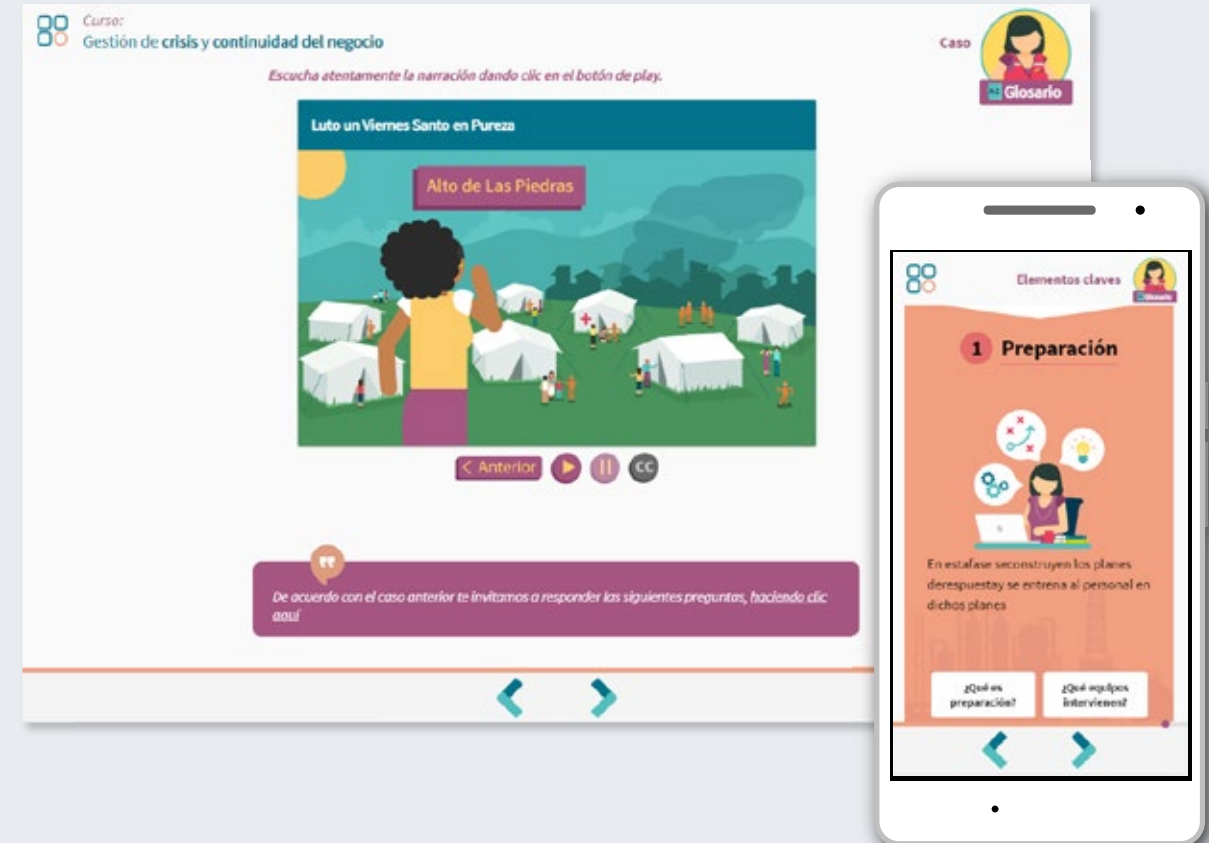 Curso:
Gestión de crisis y continuidad del negocio
Caso
Glosario
Escucha atentamente la narración dando clic en el botón de play.
Luto un Viernes Santo en Pureza
Alto de Las Piedras
< Anterior
CC
De acuerdo con el caso anterior te invitamos a responder las siguientes preguntas, haciendo clic
aquí
Elementos claves
Glosario
1 Preparación
En estafase seconstruyen los planes
derespuestay se entrena al personal en
dichos planes
¿Qué es
preparación?
¿Qué equipos
intervienen?